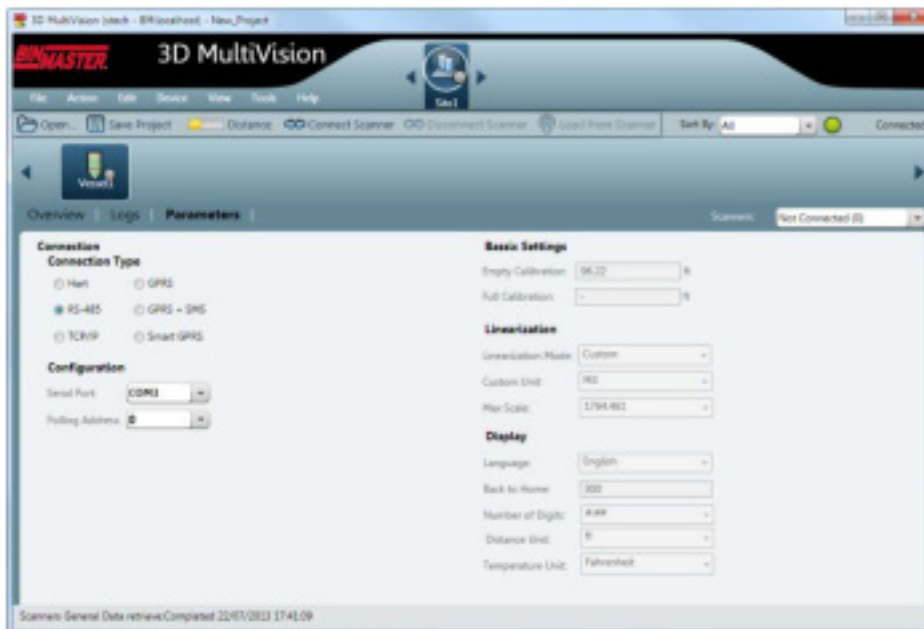 3D MultiVision (stech - BM:localhost) - New_Project
BINMASTER
3D MultiVision
File Action Edit Device View Tools Help
Site1
Open... Save Project Distance Connect Scanner Disconnect Scanner Load from Scanner Sort By: All Connected
Vessel1
Overview Logs Parameters
Scanners: Not Connected (0)
Connection
Connection Type
Hart GPRS
RS-485 GPRS - SMS
TCP/IP Smart GPRS
Configuration
Serial Port: COM3
Polling Address: 0
Basic Settings
Empty Calibration: 96.22 ft
Full Calibration: - ft
Linearization
Linearization Mode: Custom
Custom Unit:
Max Scale: 1764.461
Display
Language: English
Back to Home: 300
Number of Digits: #.##
Distance Unit: ft
Temperature Unit: Fahrenheit
Scanners General Data retrieve:Completed 22/07/2013 17:41:09